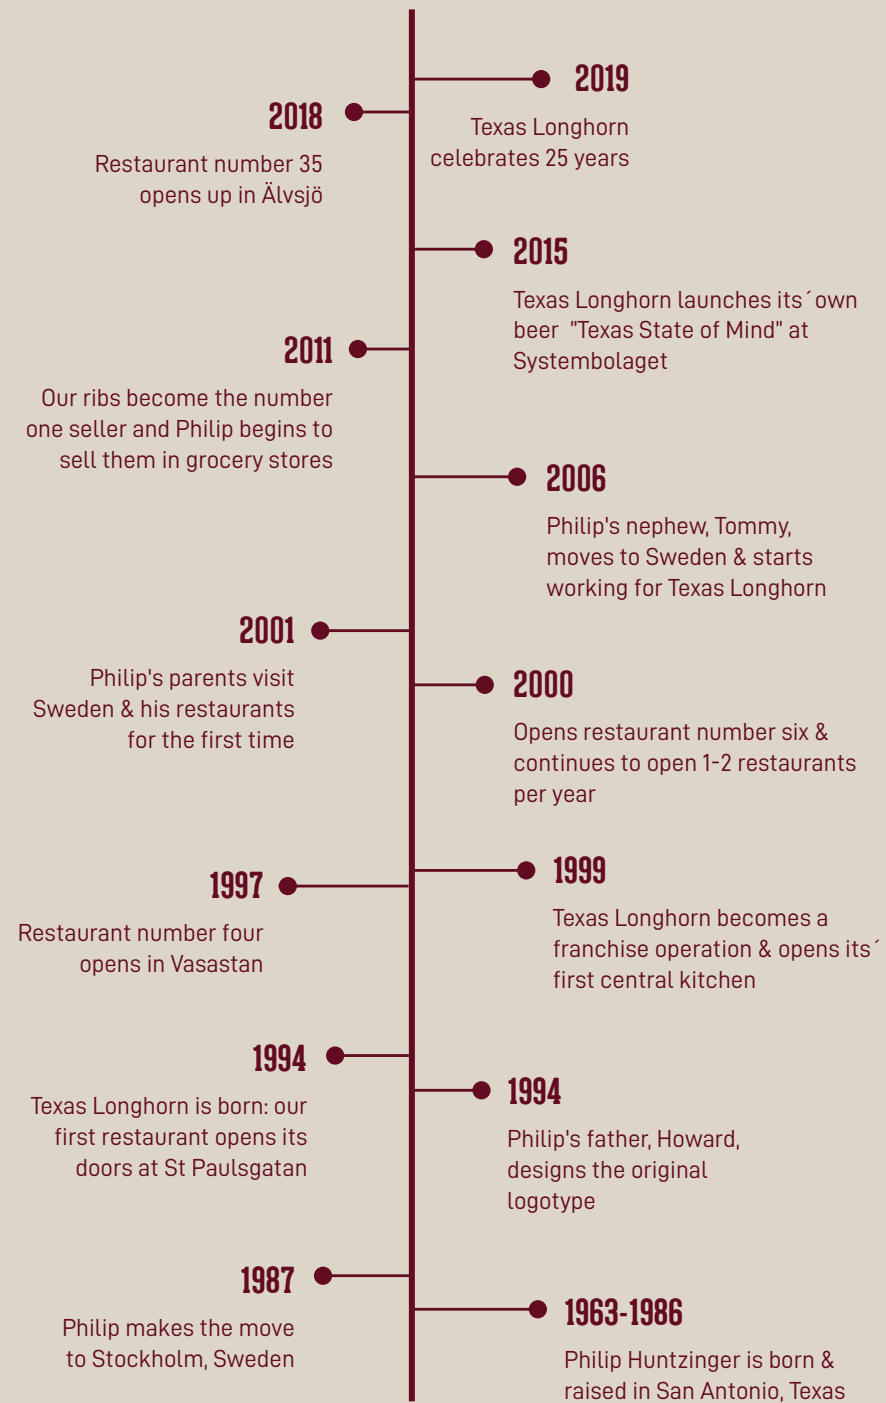 2019
Texas Longhorn
celebrates 25 years
2018
Restaurant number 35
opens up in Älvsjö
2015
Texas Longhorn launches its´own
beer "Texas State of Mind" at
Systembolaget
2011
Our ribs become the number
one seller and Philip begins to
sell them in grocery stores
2006
Philip's nephew, Tommy,
moves to Sweden & starts
working for Texas Longhorn
2001
Philip's parents visit
Sweden & his restaurants
for the first time
2000
Opens restaurant number six &
continues to open 1-2 restaurants
per year
1999
Texas Longhorn becomes a
franchise operation & opens its´
first central kitchen
1997
Restaurant number four
opens in Vasastan
1994
Texas Longhorn is born: our
first restaurant opens its
doors at St Paulsgatan
1994
Philip's father, Howard,
designs the original
logotype
1987
Philip makes the move
to Stockholm, Sweden
1963-1986
Philip Huntzinger is born &
raised in San Antonio, Texas